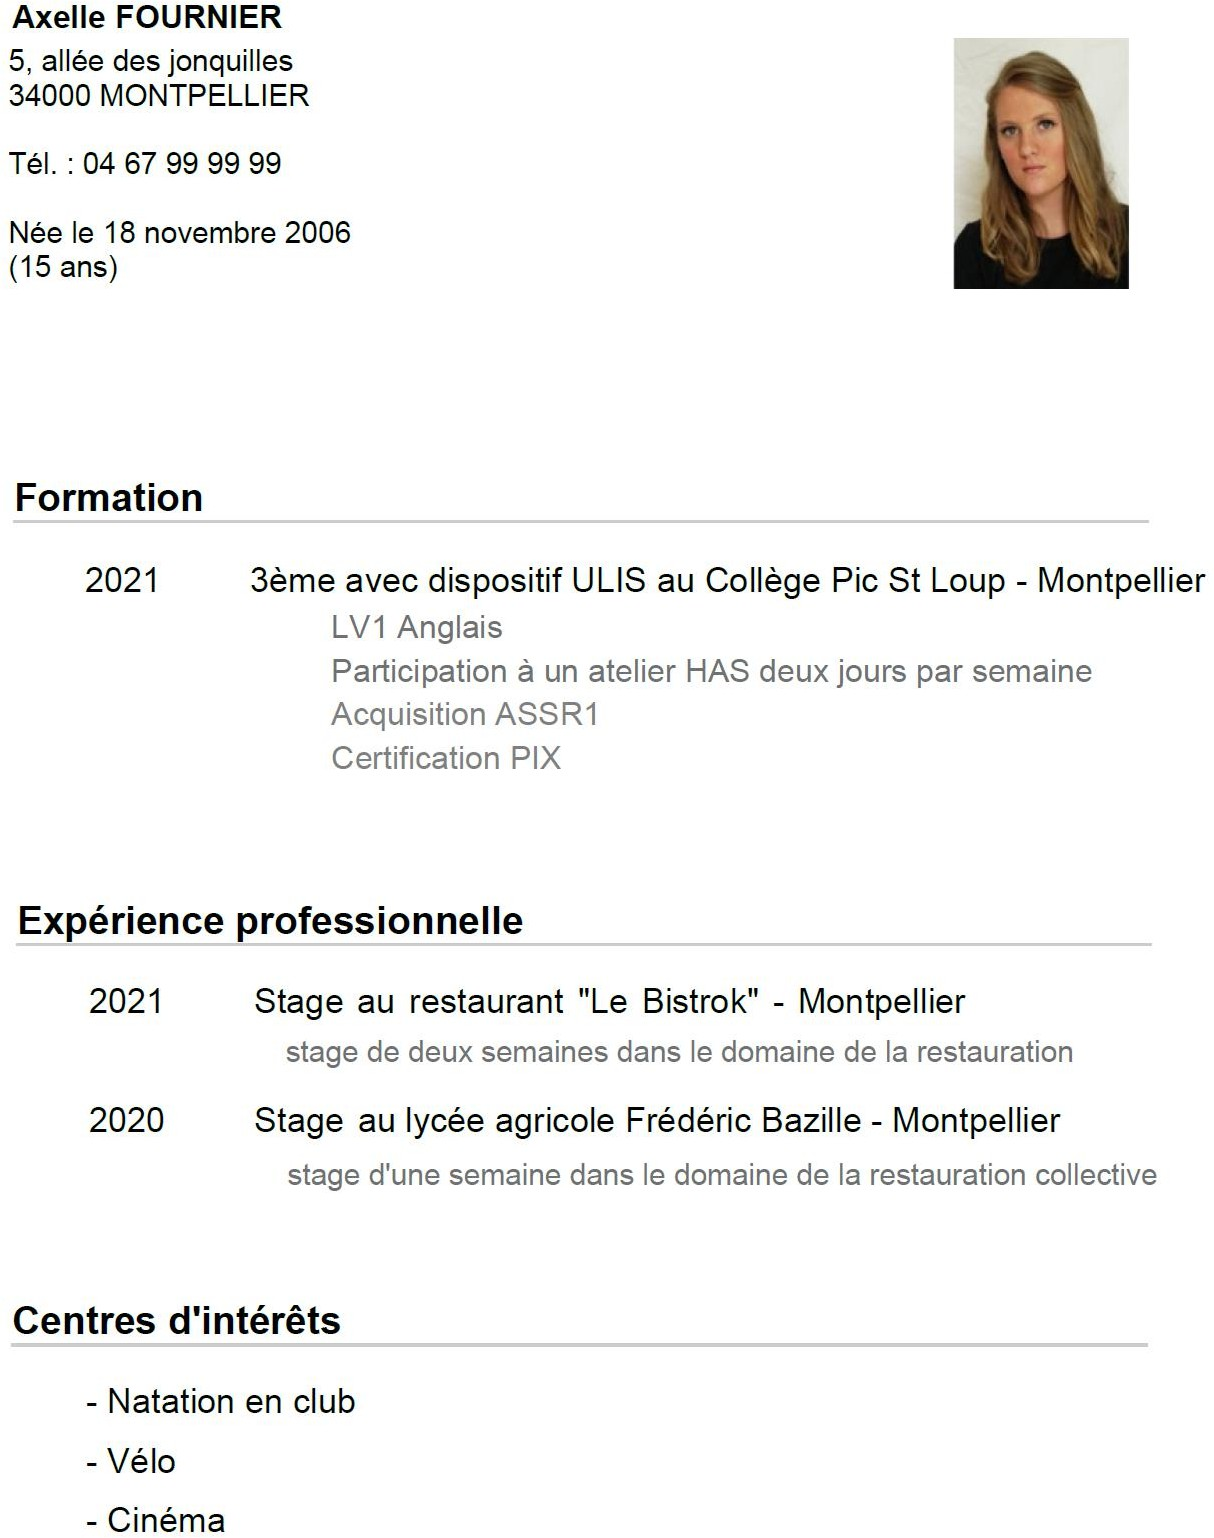 Axelle FOURNIER
5, allée des jonquilles
34000 MONTPELLIER
Tél. : 04 67 99 99 99
Née le 18 novembre 2006
(15 ans)
Formation
2021 3ème avec dispositif ULIS au Collège Pic St Loup - Montpellier
LV1 Anglais
Participation à un atelier HAS deux jours par semaine
Acquisition ASSR1
Certification PIX
Expérience professionnelle
2021 Stage au restaurant "Le Bistrok" - Montpellier
stage de deux semaines dans le domaine de la restauration
2020 Stage au lycée agricole Frédéric Bazille - Montpellier
stage d'une semaine dans le domaine de la restauration collective
Centres d'intérêts
- Natation en club
- Vélo
- Cinéma